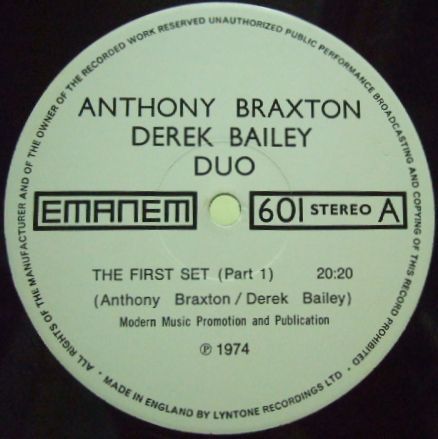 ALL RIGHTS OF THE MANUFACTURER AND OF THE OWNER OF THE RECORDED WORK RESERVED UNAUTHORIZED PUBLIC PERFORMANCE BROADCASTING AND COPYING OF THIS RECORD PROHIBITED
ANTHONY BRAXTON
DEREK BAILEY
DUO
EMANEM 601 STEREO A
THE FIRST SET (Part 1) 20:20
(Anthony Braxton / Derek Bailey)
Modern Music Promotion and Publication
℗ 1974
· MADE IN ENGLAND BY LYNTONE RECORDINGS LTD ·